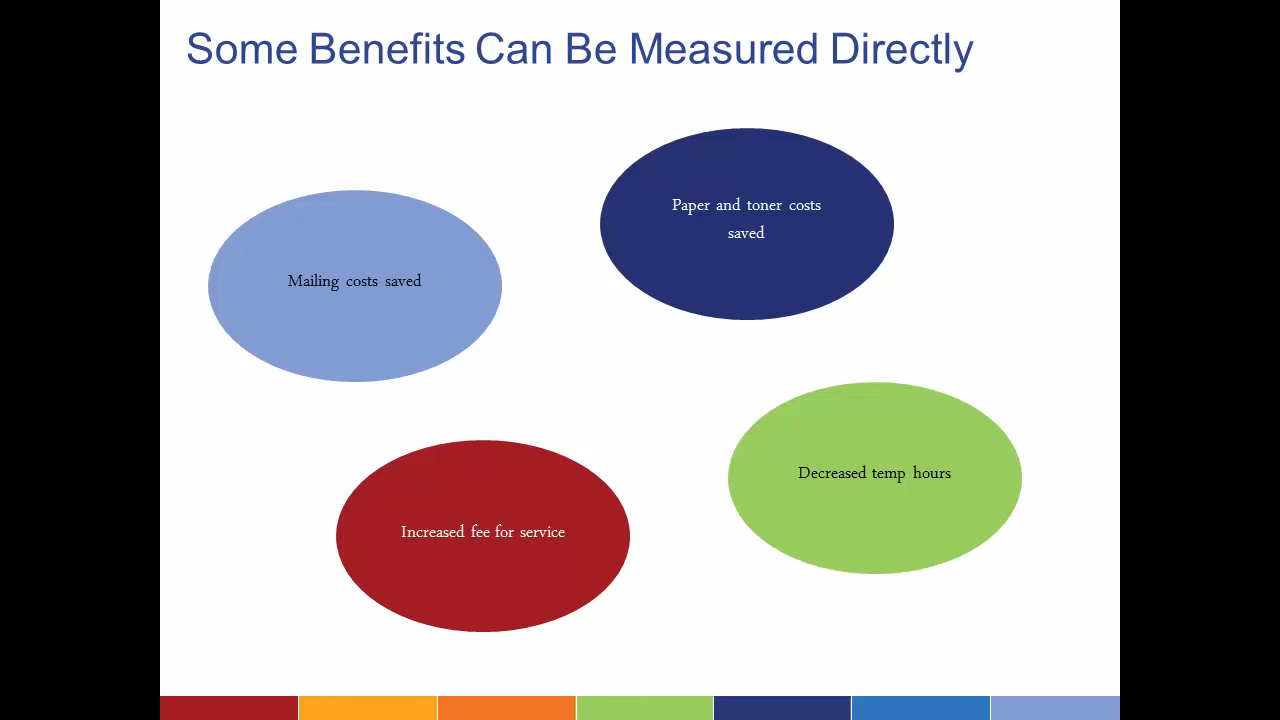 Some Benefits Can Be Measured Directly
Paper and toner costs
saved
Mailing costs saved
Decreased temp hours
Increased fee for service